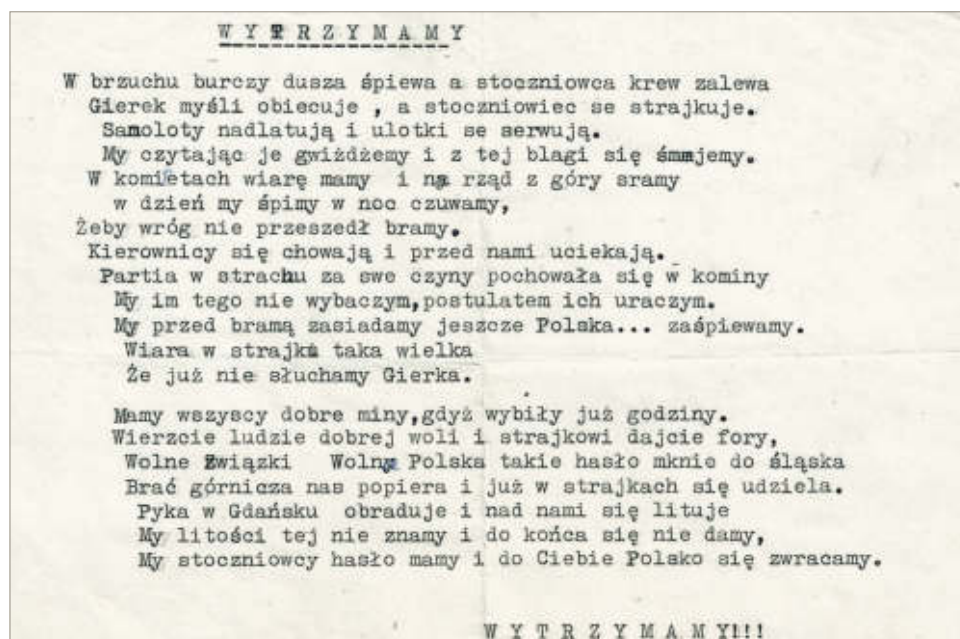 WYTRZYMAMY
W brzuchu burczy dusza śpiewa a stoczniowca krew zalewa
Gierek myśli obiecuje , a stoczniowiec se strajkuje.
Samoloty nadlatują i ulotki se serwują.
My czytając je gwiżdżemy i z tej blagi się śmajemy.
W komietach wiarę mamy i na rząd z góry sramy
w dzień my śpimy w noc czuwamy,
Żeby wróg nie przeszedł bramy.
Kierownicy się chowają i przed nami uciekają.
Partia w strachu za swe czyny pochowała się w kominy
My im tego nie wybaczym,postulatem ich uraczym.
My przed bramą zasiadamy jeszcze Polska... zaśpiewamy.
Wiara w strajki taka wielka
Że już nie słuchamy Gierka.
Mamy wszyscy dobre miny,gdyż wybiły już godziny.
Wierzcie ludzie dobrej woli i strajkowi dajcie fory,
Wolne Związki Wolna Polska takie hasło mknie do śląska
Brać górnicza nas popiera i już w strajkach się udziela.
Pyka w Gdańsku obraduje i nad nami się lituje
My litości tej nie znamy i do końca się nie damy,
My stoczniowcy hasło mamy i do Ciebie Polsko się zwracamy.
WYTRZYMAMY!!!